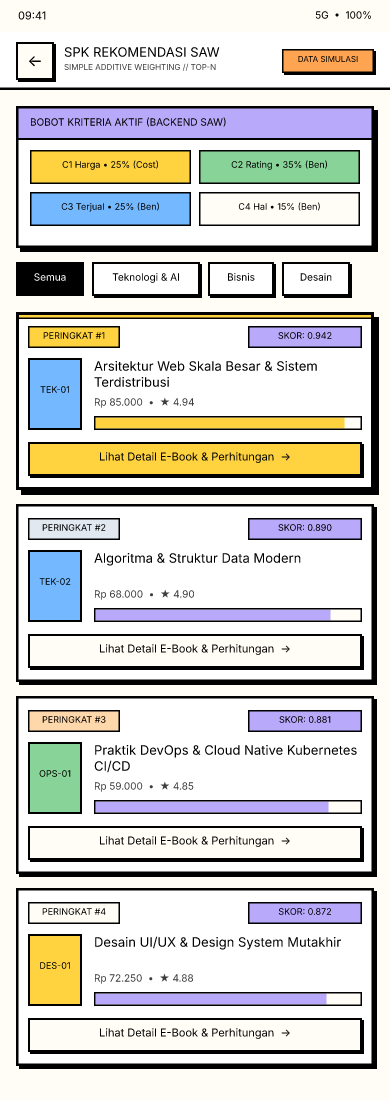 09:41
5G • 100%
←
SPK REKOMENDASI SAW
SIMPLE ADDITIVE WEIGHTING // TOP-N
DATA SIMULASI
BOBOT KRITERIA AKTIF (BACKEND SAW)
C1 Harga • 25% (Cost)
C2 Rating • 35% (Ben)
C3 Terjual • 25% (Ben)
C4 Hal • 15% (Ben)
Semua
Teknologi & AI
Bisnis
Desain
PERINGKAT #1
SKOR: 0.942
TEK-01
Arsitektur Web Skala Besar & Sistem
Terdistribusi
Rp 85.000 • ★ 4.94
Lihat Detail E-Book & Perhitungan →
PERINGKAT #2
SKOR: 0.890
TEK-02
Algoritma & Struktur Data Modern
Rp 68.000 • ★ 4.90
Lihat Detail E-Book & Perhitungan →
PERINGKAT #3
SKOR: 0.881
OPS-01
Praktik DevOps & Cloud Native Kubernetes
CI/CD
Rp 59.000 • ★ 4.85
Lihat Detail E-Book & Perhitungan →
PERINGKAT #4
SKOR: 0.872
DES-01
Desain UI/UX & Design System Mutakhir
Rp 72.250 • ★ 4.88
Lihat Detail E-Book & Perhitungan →